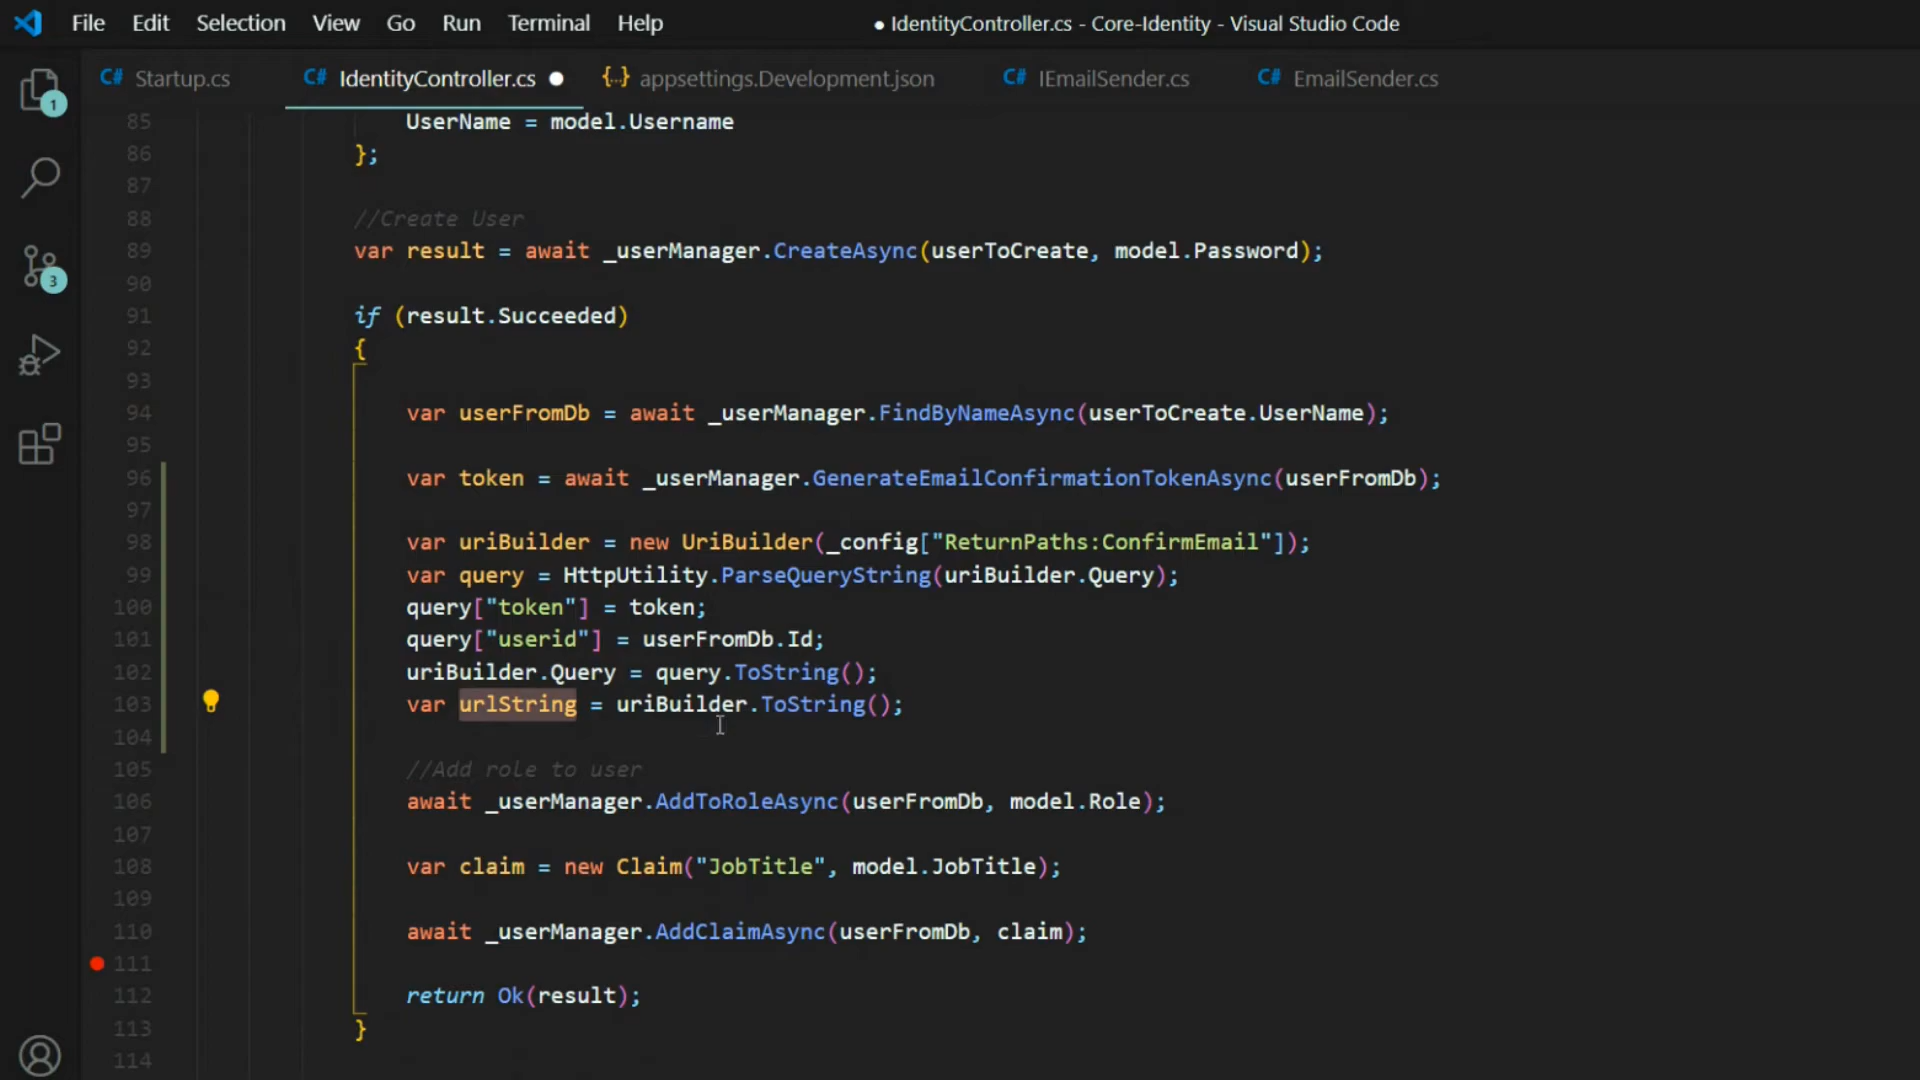 File Edit Selection View Go Run Terminal Help ● IdentityController.cs - Core-Identity - Visual Studio Code
C# Startup.cs C# IdentityController.cs ● {..} appsettings.Development.json C# IEmailSender.cs C# EmailSender.cs
1
3
85 UserName = model.Username
86 };
87
88 //Create User
89 var result = await _userManager.CreateAsync(userToCreate, model.Password);
90
91 if (result.Succeeded)
92 {
93
94 var userFromDb = await _userManager.FindByNameAsync(userToCreate.UserName);
95
96 var token = await _userManager.GenerateEmailConfirmationTokenAsync(userFromDb);
97
98 var uriBuilder = new UriBuilder(_config["ReturnPaths:ConfirmEmail"]);
99 var query = HttpUtility.ParseQueryString(uriBuilder.Query);
100 query["token"] = token;
101 query["userid"] = userFromDb.Id;
102 uriBuilder.Query = query.ToString();
103 var urlString = uriBuilder.ToString();
104
105 //Add role to user
106 await _userManager.AddToRoleAsync(userFromDb, model.Role);
107
108 var claim = new Claim("JobTitle", model.JobTitle);
109
110 await _userManager.AddClaimAsync(userFromDb, claim);
111
112 return Ok(result);
113 }
114